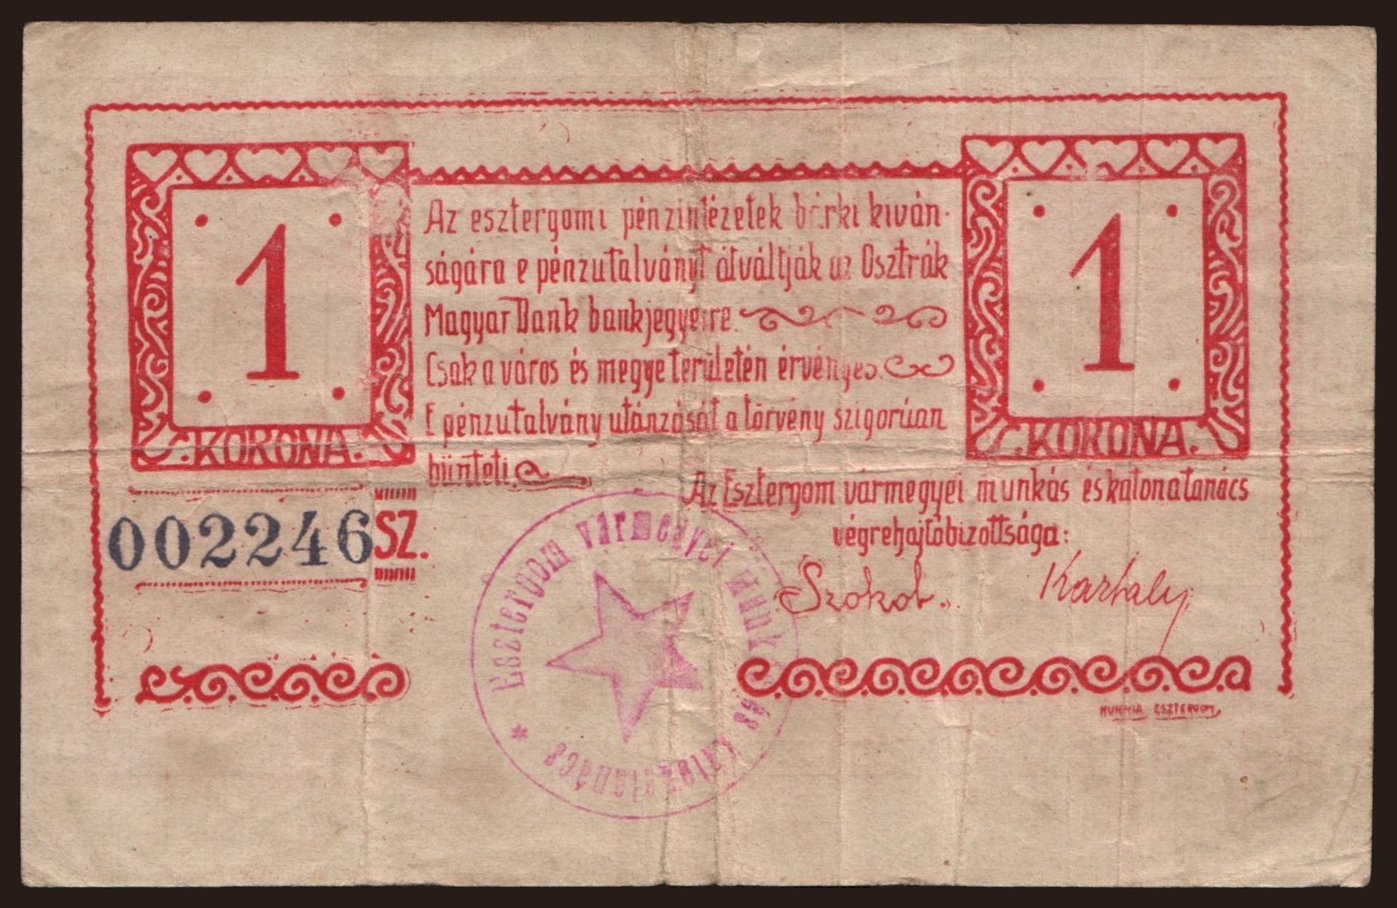 1
KORONA.
Az esztergomi pénzintézetek bárki kíván-
ságára e pénzutalványt átváltják az Osztrák
Magyar Bank bankjegyeire.
Csak a város és megye területén érvényes.
E pénzutalvány utánzását a törvény szigorúan
bünteti.
1
KORONA.
002246 SZ.
Az Esztergom vármegyei munkás és katonatanács
végrehajtóbizottsága:
Esztergom vármegyei munkás és katonatanács *
HUNNIA ESZTERGOM